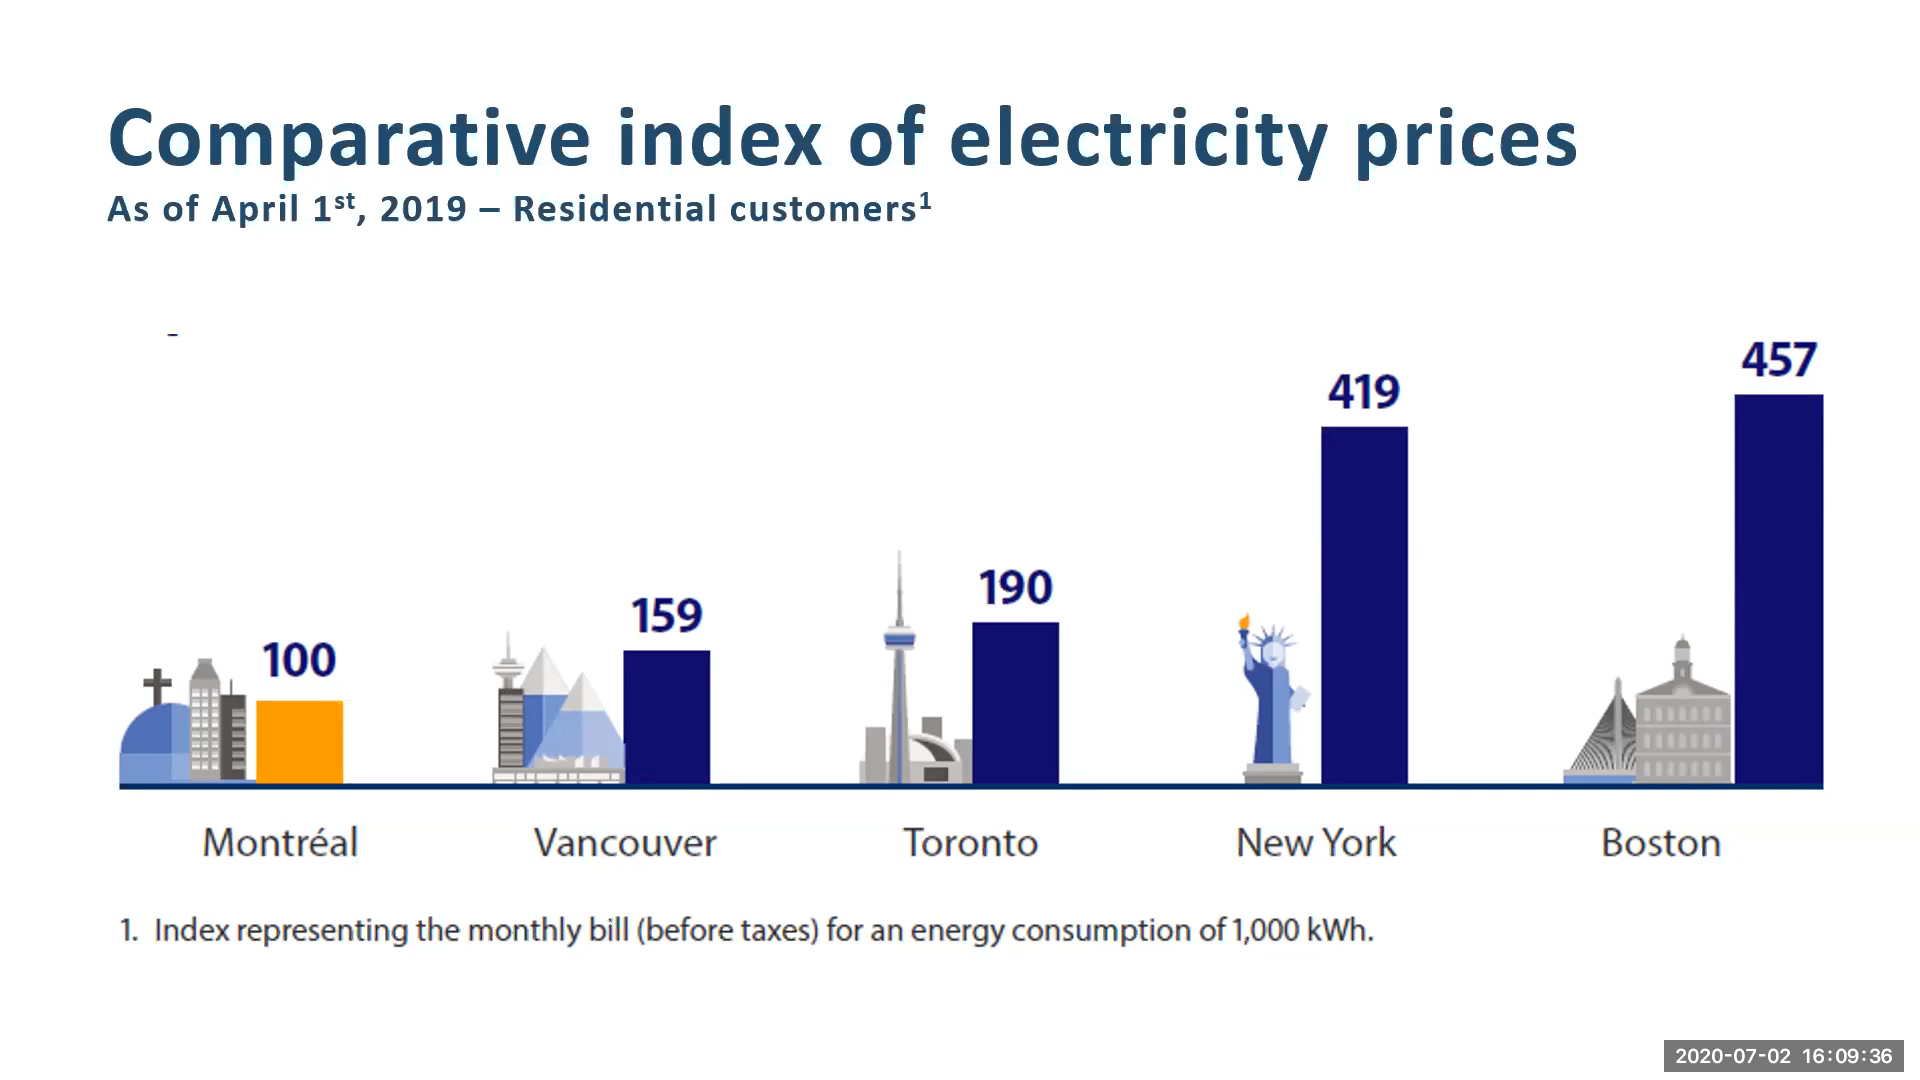 Comparative index of electricity prices
As of April 1st, 2019 – Residential customers1
-
100
159
190
419
457
Montréal
Vancouver
Toronto
New York
Boston
1. Index representing the monthly bill (before taxes) for an energy consumption of 1,000 kWh.
2020-07-02 16:09:36